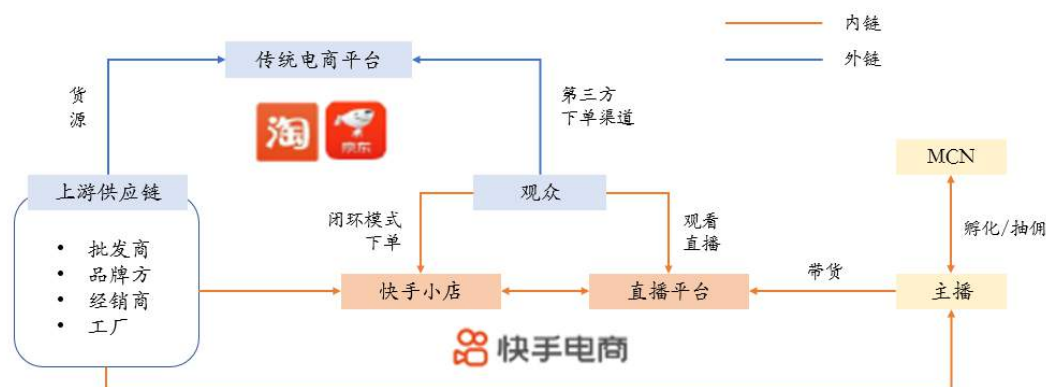 内链
外链
传统电商平台
货
源
第三方
下单渠道
淘
京东
MCN
上游供应链
观众
闭环模式
下单
观看
直播
孵化/抽佣
• 批发商
• 品牌方
• 经销商
• 工厂
快手小店
直播平台
带货
主播
快手电商